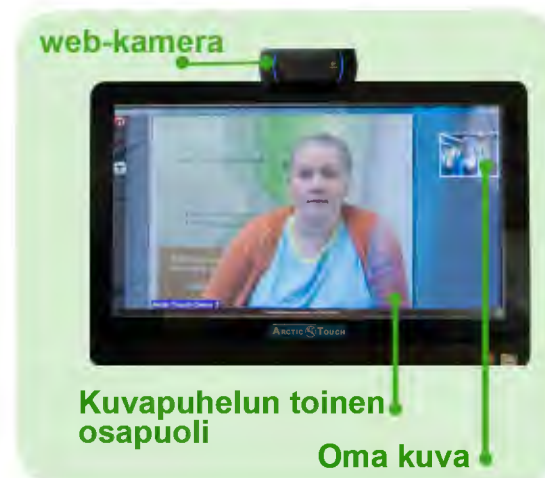 web-kamera
ARCTIC TOUCH
Kuvapuhelun toinen
osapuoli
Oma kuva